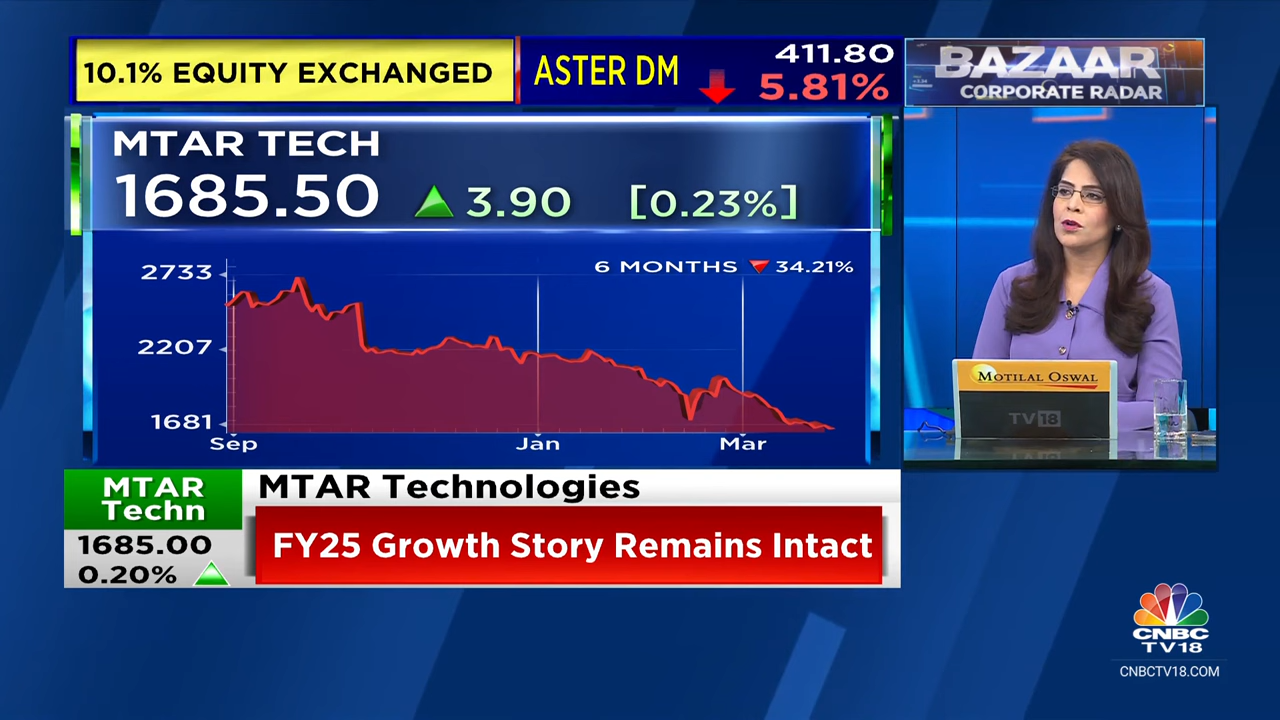 10.1% EQUITY EXCHANGED
ASTER DM
411.80
5.81%
BAZAAR
CORPORATE RADAR
MTAR TECH
1685.50
3.90
[0.23%]
6 MONTHS
34.21%
2733
2207
1681
Sep
Jan
Mar
MOTILAL OSWAL
TV18
MTAR
Techn
1685.00
0.20%
MTAR Technologies
FY25 Growth Story Remains Intact
CNBC
TV18
CNBCTV18.COM